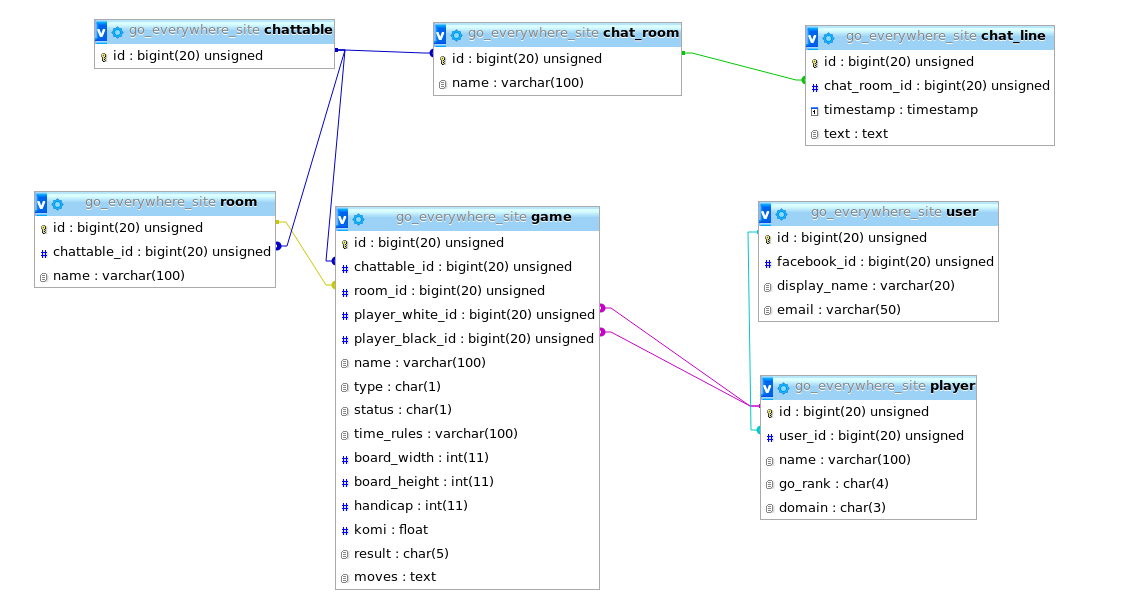 go_everywhere_site chattable
id : bigint(20) unsigned
go_everywhere_site chat_room
id : bigint(20) unsigned
name : varchar(100)
go_everywhere_site chat_line
id : bigint(20) unsigned
chat_room_id : bigint(20) unsigned
timestamp : timestamp
text : text
go_everywhere_site room
id : bigint(20) unsigned
chattable_id : bigint(20) unsigned
name : varchar(100)
go_everywhere_site game
id : bigint(20) unsigned
chattable_id : bigint(20) unsigned
room_id : bigint(20) unsigned
player_white_id : bigint(20) unsigned
player_black_id : bigint(20) unsigned
name : varchar(100)
type : char(1)
status : char(1)
time_rules : varchar(100)
board_width : int(11)
board_height : int(11)
handicap : int(11)
komi : float
result : char(5)
moves : text
go_everywhere_site user
id : bigint(20) unsigned
facebook_id : bigint(20) unsigned
display_name : varchar(20)
email : varchar(50)
go_everywhere_site player
id : bigint(20) unsigned
user_id : bigint(20) unsigned
name : varchar(100)
go_rank : char(4)
domain : char(3)